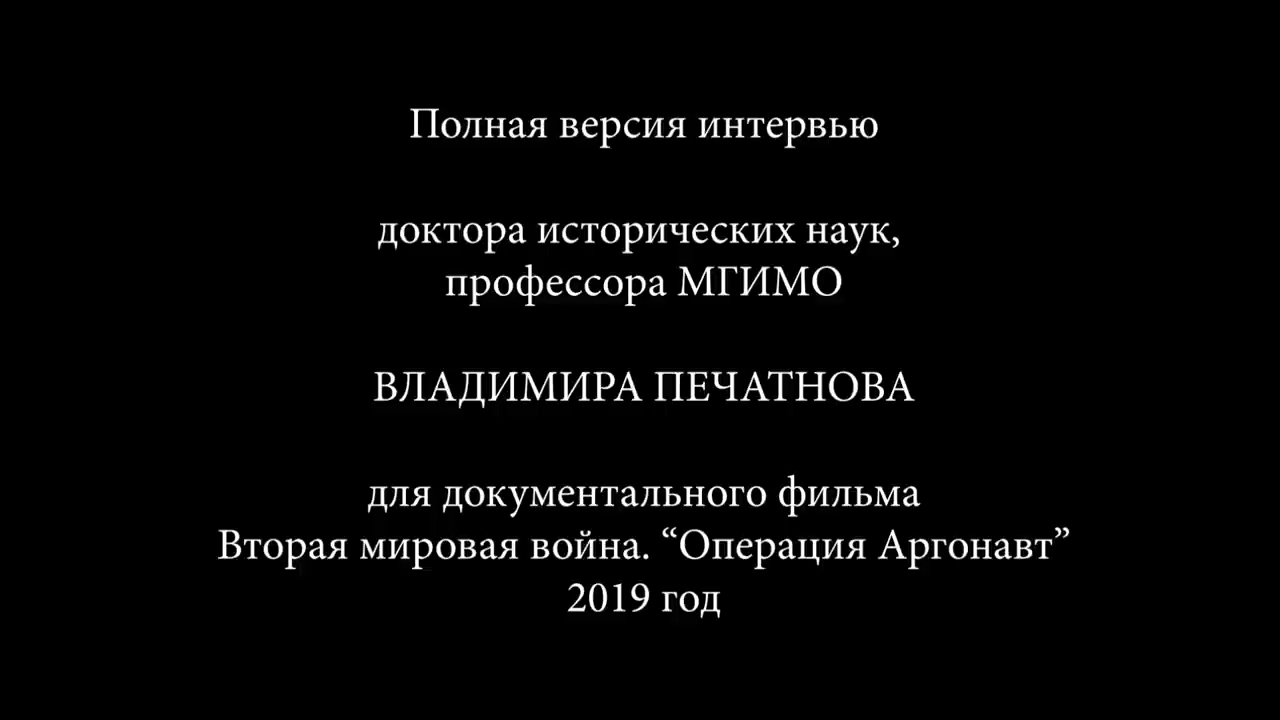 Полная версия интервью
доктора исторических наук,
профессора МГИМО
ВЛАДИМИРА ПЕЧАТНОВА
для документального фильма
Вторая мировая война. “Операция Аргонавт”
2019 год